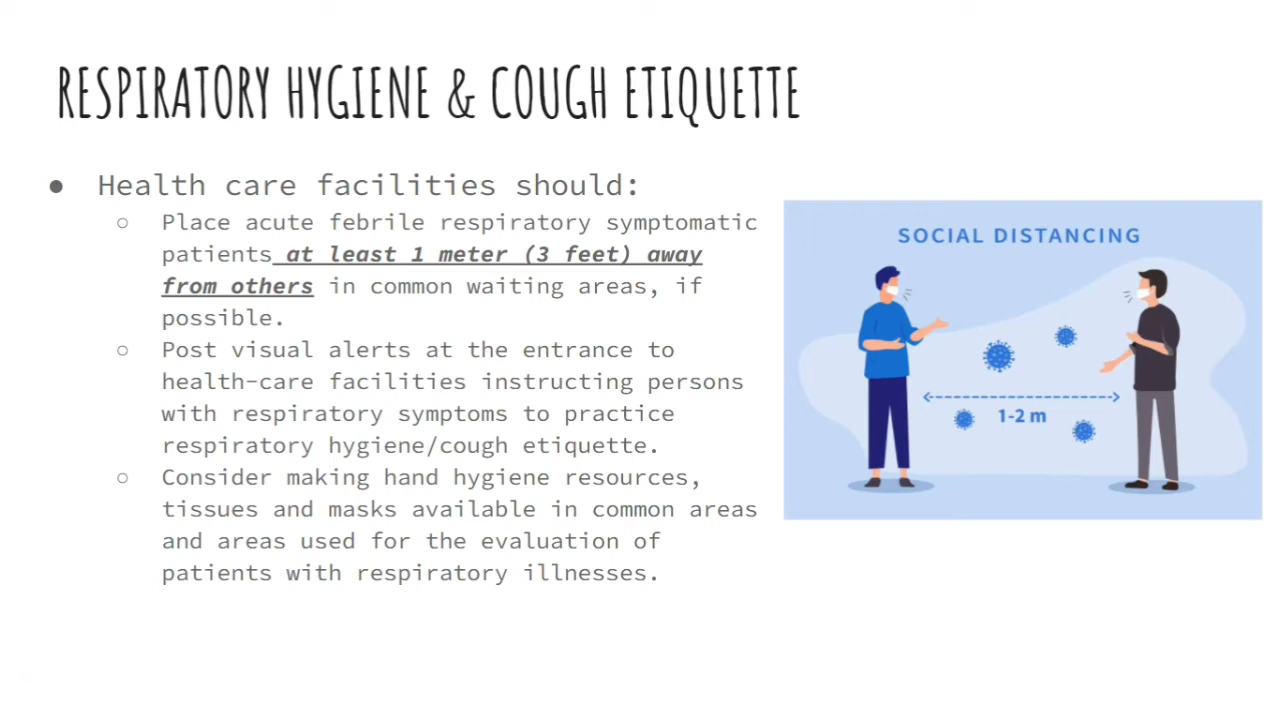 RESPIRATORY HYGIENE & COUGH ETIQUETTE
● Health care facilities should:
○ Place acute febrile respiratory symptomatic
patients at least 1 meter (3 feet) away
from others in common waiting areas, if
possible.
○ Post visual alerts at the entrance to
health-care facilities instructing persons
with respiratory symptoms to practice
respiratory hygiene/cough etiquette.
○ Consider making hand hygiene resources,
tissues and masks available in common areas
and areas used for the evaluation of
patients with respiratory illnesses.
SOCIAL DISTANCING
1-2 m